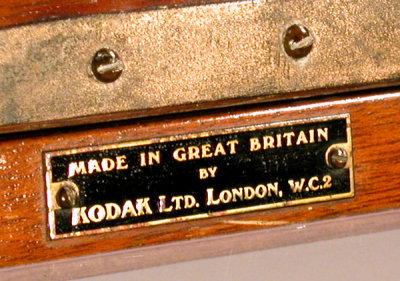 MADE IN GREAT BRITAIN
BY
KODAK LTD. LONDON, W.C.2